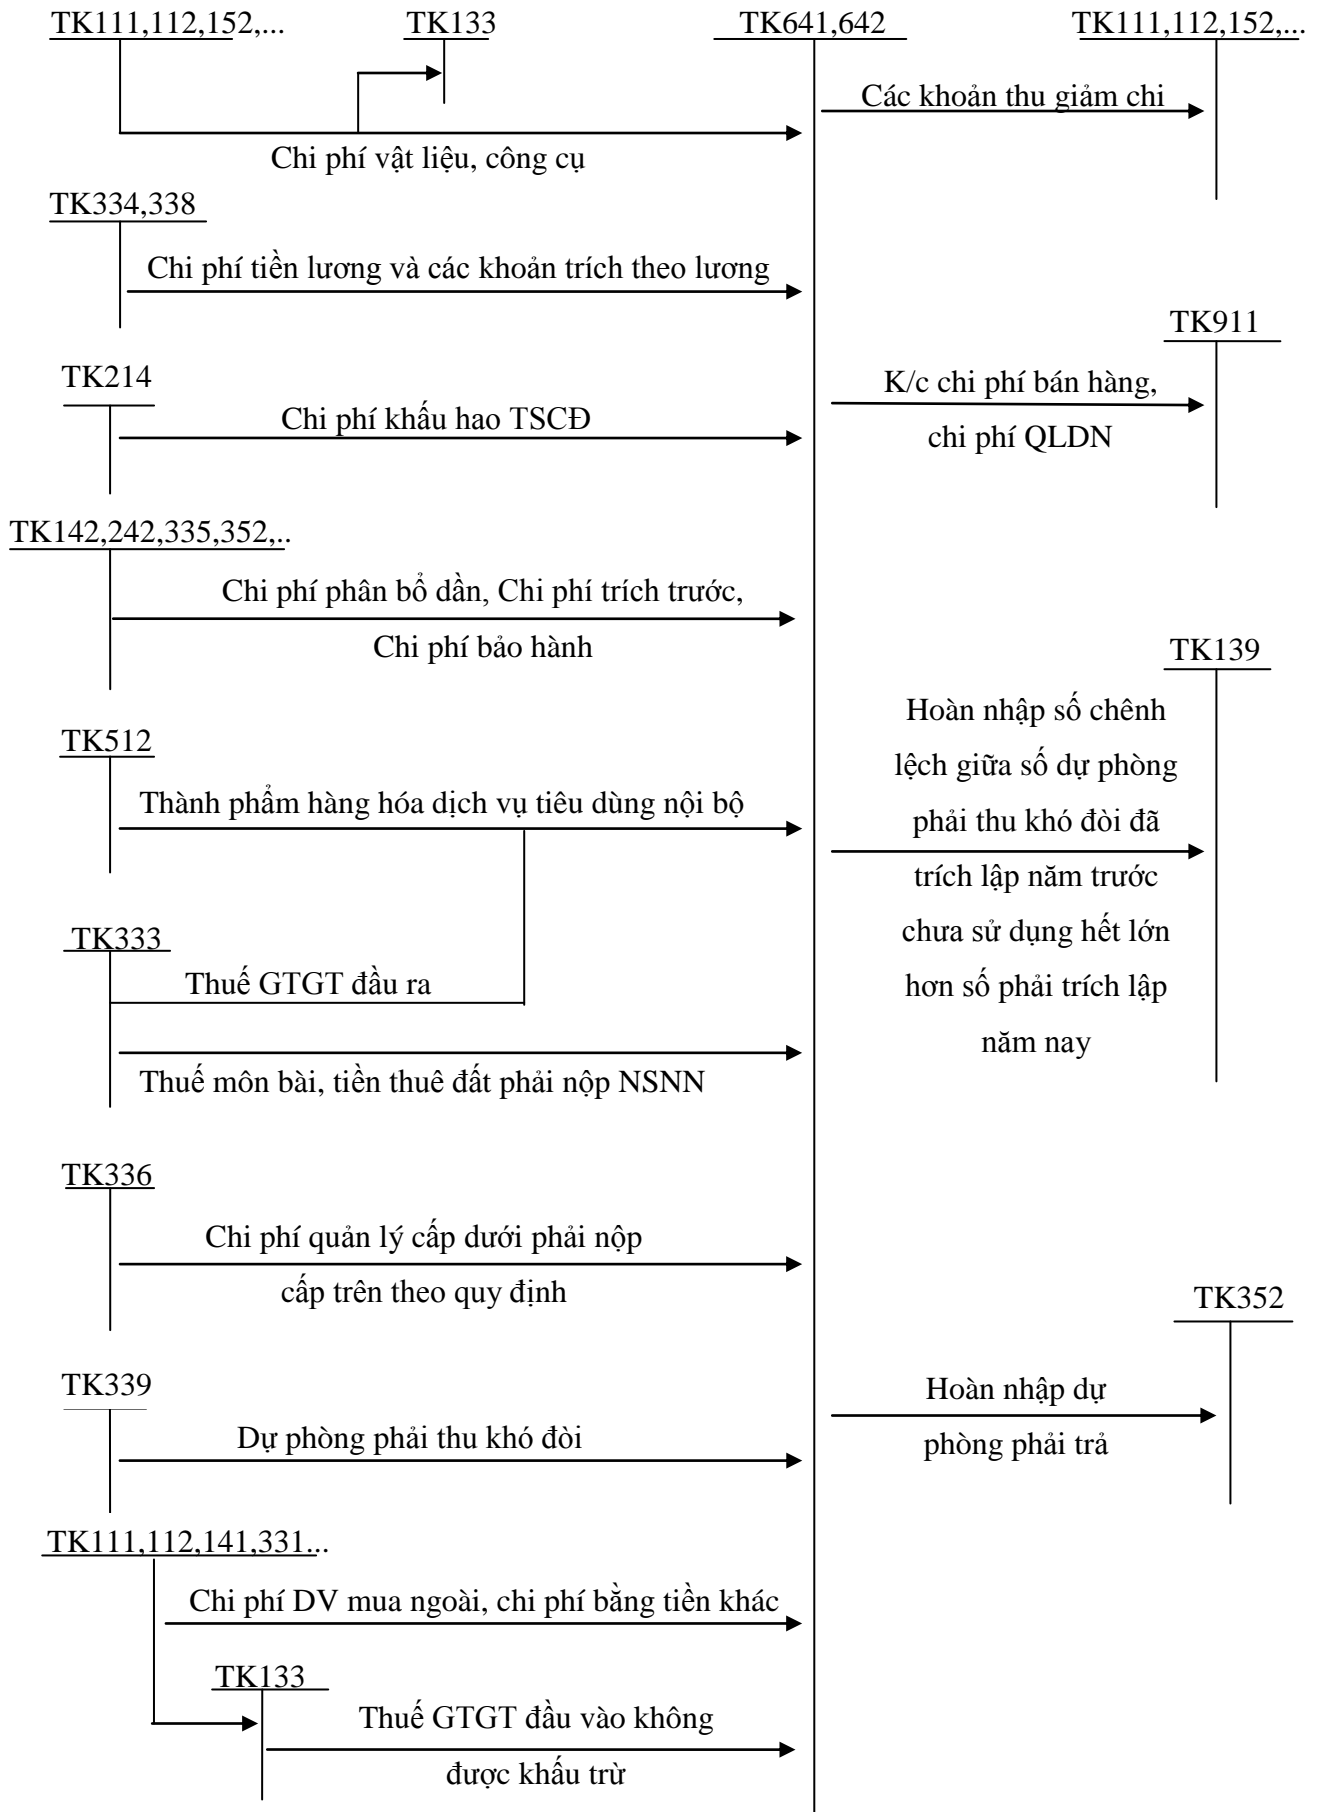 TK111,112,152,...
TK133
TK641,642
TK111,112,152,...
Các khoản thu giảm chi
Chi phí vật liệu, công cụ
TK334,338
Chi phí tiền lương và các khoản trích theo lương
TK911
TK214
K/c chi phí bán hàng,
chi phí QLDN
Chi phí khấu hao TSCĐ
TK142,242,335,352,..
Chi phí phân bổ dần, Chi phí trích trước,
Chi phí bảo hành
TK139
Hoàn nhập số chênh
lệch giữa số dự phòng
phải thu khó đòi đã
trích lập năm trước
chưa sử dụng hết lớn
hơn số phải trích lập
năm nay
TK512
Thành phẩm hàng hóa dịch vụ tiêu dùng nội bộ
TK333
Thuế GTGT đầu ra
Thuế môn bài, tiền thuê đất phải nộp NSNN
TK336
Chi phí quản lý cấp dưới phải nộp
cấp trên theo quy định
TK352
TK339
Hoàn nhập dự
phòng phải trả
Dự phòng phải thu khó đòi
TK111,112,141,331...
Chi phí DV mua ngoài, chi phí bằng tiền khác
TK133
Thuế GTGT đầu vào không
được khấu trừ